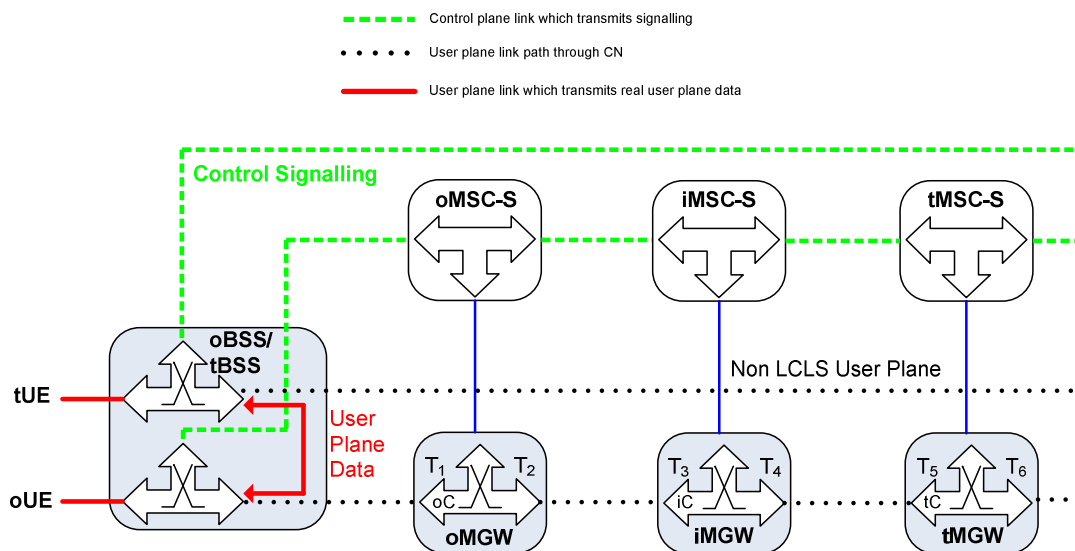 Control plane link which transmits signalling
User plane link path through CN
User plane link which transmits real user plane data
Control Signalling
oMSC-S
iMSC-S
tMSC-S
oBSS/
tBSS
Non LCLS User Plane
tUE
User
Plane
Data
T1
T2
T3
T4
T5
T6
oUE
oC
iC
tC
oMGW
iMGW
tMGW